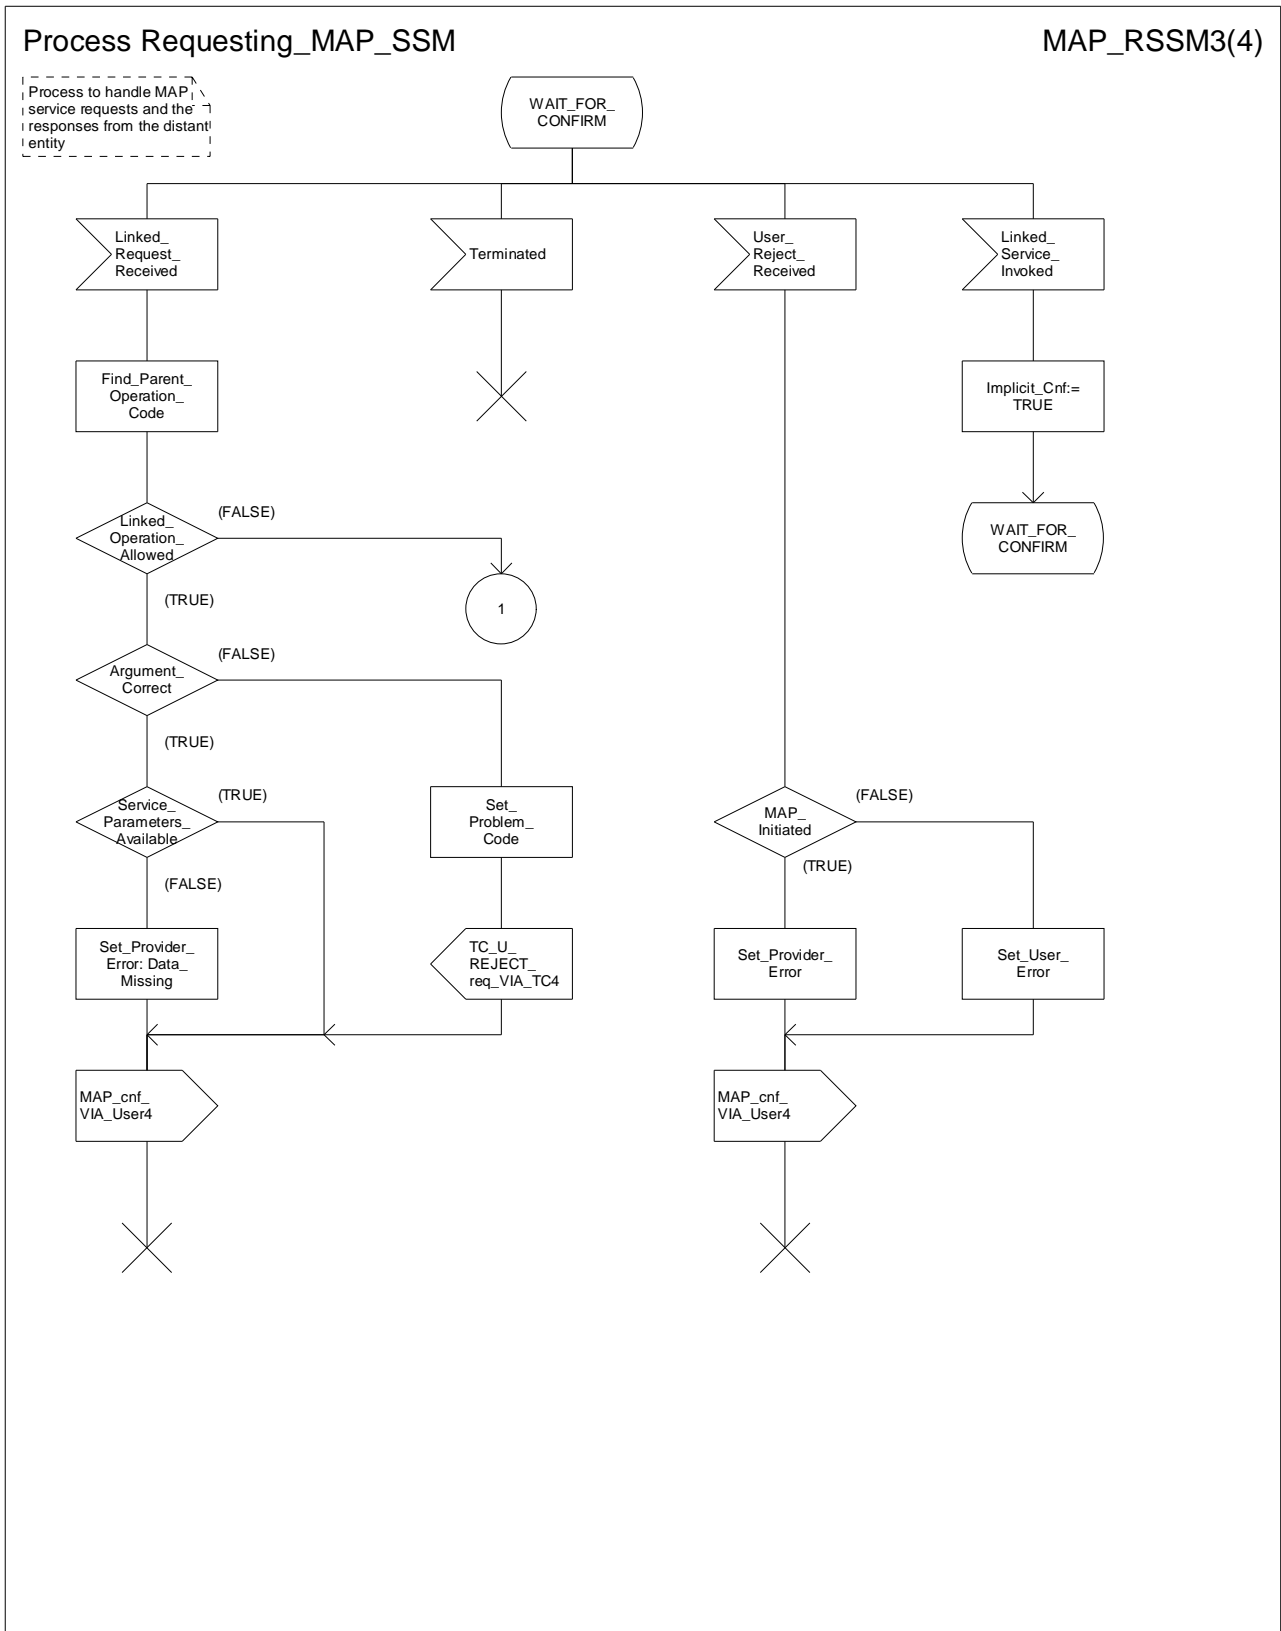 Process Requesting_MAP_SSM
MAP_RSSM3(4)
Process to handle MAP
service requests and the
responses from the distant
entity
WAIT_FOR_
CONFIRM
Linked_
Request_
Received
Terminated
User_
Reject_
Received
Linked_
Service_
Invoked
Find_Parent_
Operation_
Code
Implicit_Cnf:=
TRUE
Linked_
Operation_
Allowed
(FALSE)
WAIT_FOR_
CONFIRM
(TRUE)
1
Argument_
Correct
(FALSE)
(TRUE)
Service_
Parameters_
Available
(TRUE)
Set_
Problem_
Code
MAP_
Initiated
(FALSE)
(FALSE)
(TRUE)
Set_Provider_
Error: Data_
Missing
TC_U_
REJECT_
req_VIA_TC4
Set_Provider_
Error
Set_User_
Error
MAP_cnf_
VIA_User4
MAP_cnf_
VIA_User4